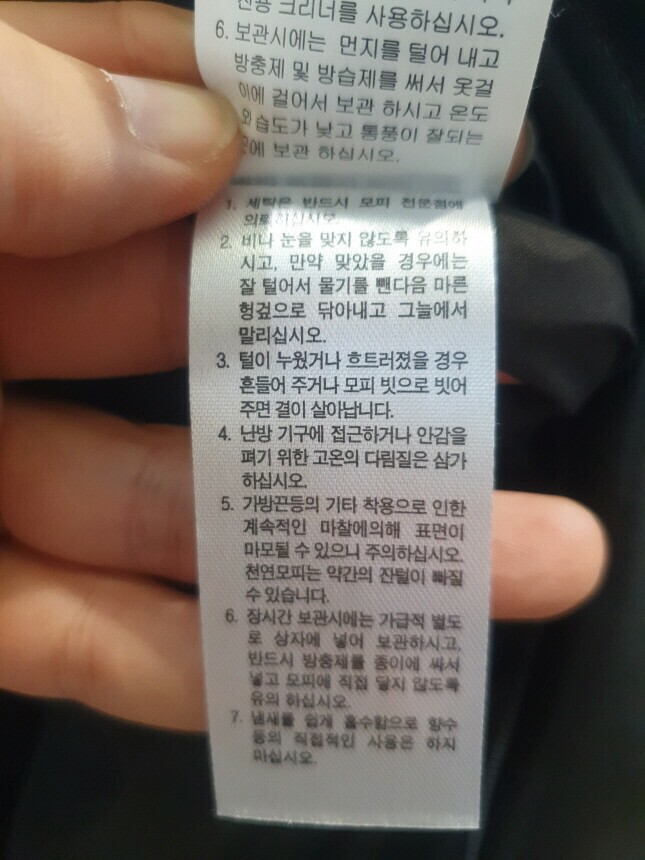 전용 크리너를 사용하십시오.
6. 보관시에는 먼지를 털어 내고
방충제 및 방습제를 써서 옷걸
이에 걸어서 보관 하시고 온도
와 습도가 낮고 통풍이 잘되는
곳에 보관 하십시오.
1. 세탁은 반드시 모피 전문점에
의뢰하십시오.
2. 비나 눈을 맞지 않도록 유의하
시고, 만약 맞았을 경우에는
잘 털어서 물기를 뺀다음 마른
헝겊으로 닦아내고 그늘에서
말리십시오.
3. 털이 누웠거나 흐트러졌을 경우
흔들어 주거나 모피 빗으로 빗어
주면 결이 살아납니다.
4. 난방 기구에 접근하거나 안감을
펴기 위한 고온의 다림질은 삼가
하십시오.
5. 가방끈등의 기타 착용으로 인한
계속적인 마찰에의해 표면이
마모될 수 있으니 주의하십시오.
천연모피는 약간의 잔털이 빠질
수 있습니다.
6. 장시간 보관시에는 가급적 별도
로 상자에 넣어 보관하시고,
반드시 방충제를 종이에 싸서
넣고 모피에 직접 닿지 않도록
유의 하십시오.
7. 냄새를 쉽게 흡수함으로 향수
등의 직접적인 사용은 하지
마십시오.